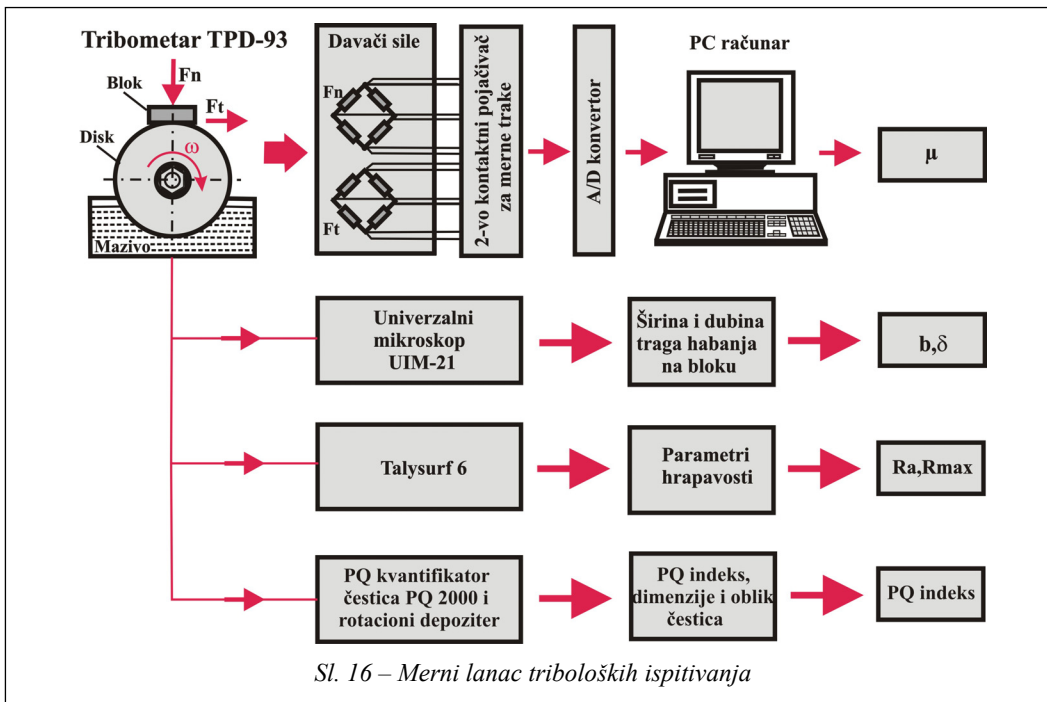 Tribometar TPD-93
Fn
Blok
Ft
Disk
ω
Mazivo
Davači sile
Fn
Ft
2-vo kontaktni pojačivač
za merne trake
A/D konvertor
PC računar
μ
Univerzalni
mikroskop
UIM-21
Širina i dubina
traga habanja
na bloku
b,δ
Talysurf 6
Parametri
hrapavosti
Ra,Rmax
PQ kvantifikator
čestica PQ 2000 i
rotacioni depoziter
PQ indeks,
dimenzije i oblik
čestica
PQ indeks
Sl. 16 – Merni lanac triboloških ispitivanja